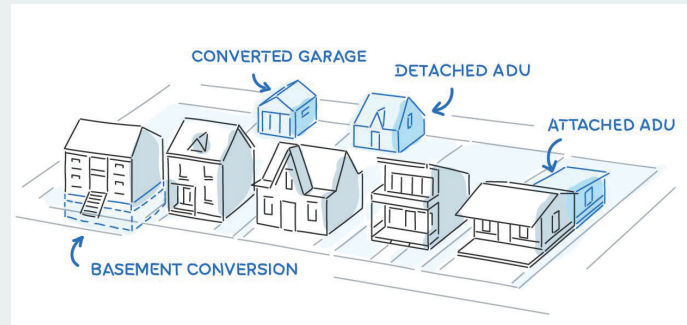 CONVERTED GARAGE
DETACHED ADU
ATTACHED ADU
BASEMENT CONVERSION